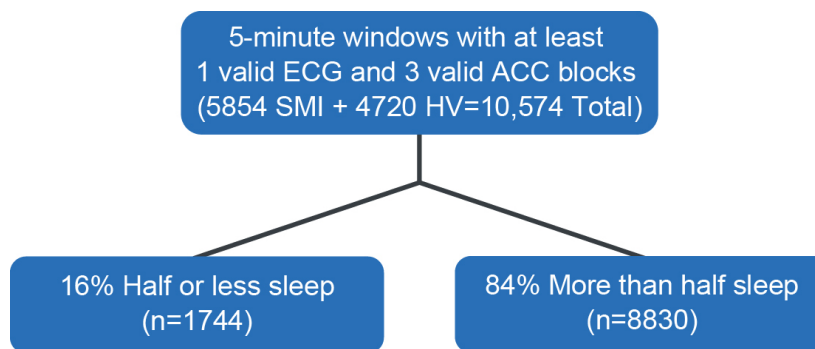 5-minute windows with at least
1 valid ECG and 3 valid ACC blocks
(5854 SMI + 4720 HV=10,574 Total)
16% Half or less sleep
(n=1744)
84% More than half sleep
(n=8830)